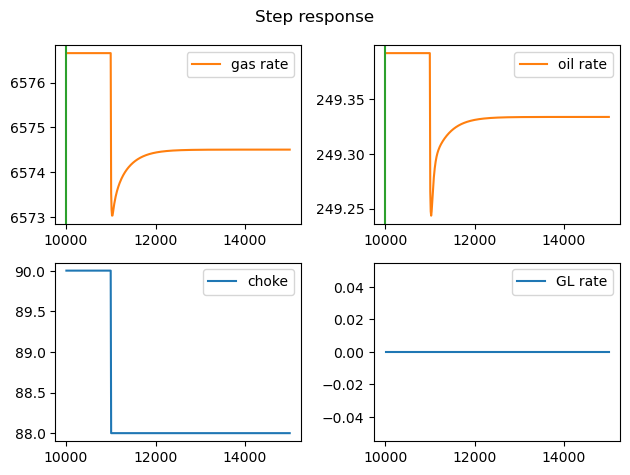 Step response
gas rate
6576
6575
6574
6573
10000 12000 14000
oil rate
249.35
249.30
249.25
10000 12000 14000
choke
90.0
89.5
89.0
88.5
88.0
10000 12000 14000
GL rate
0.04
0.02
0.00
−0.02
−0.04
10000 12000 14000